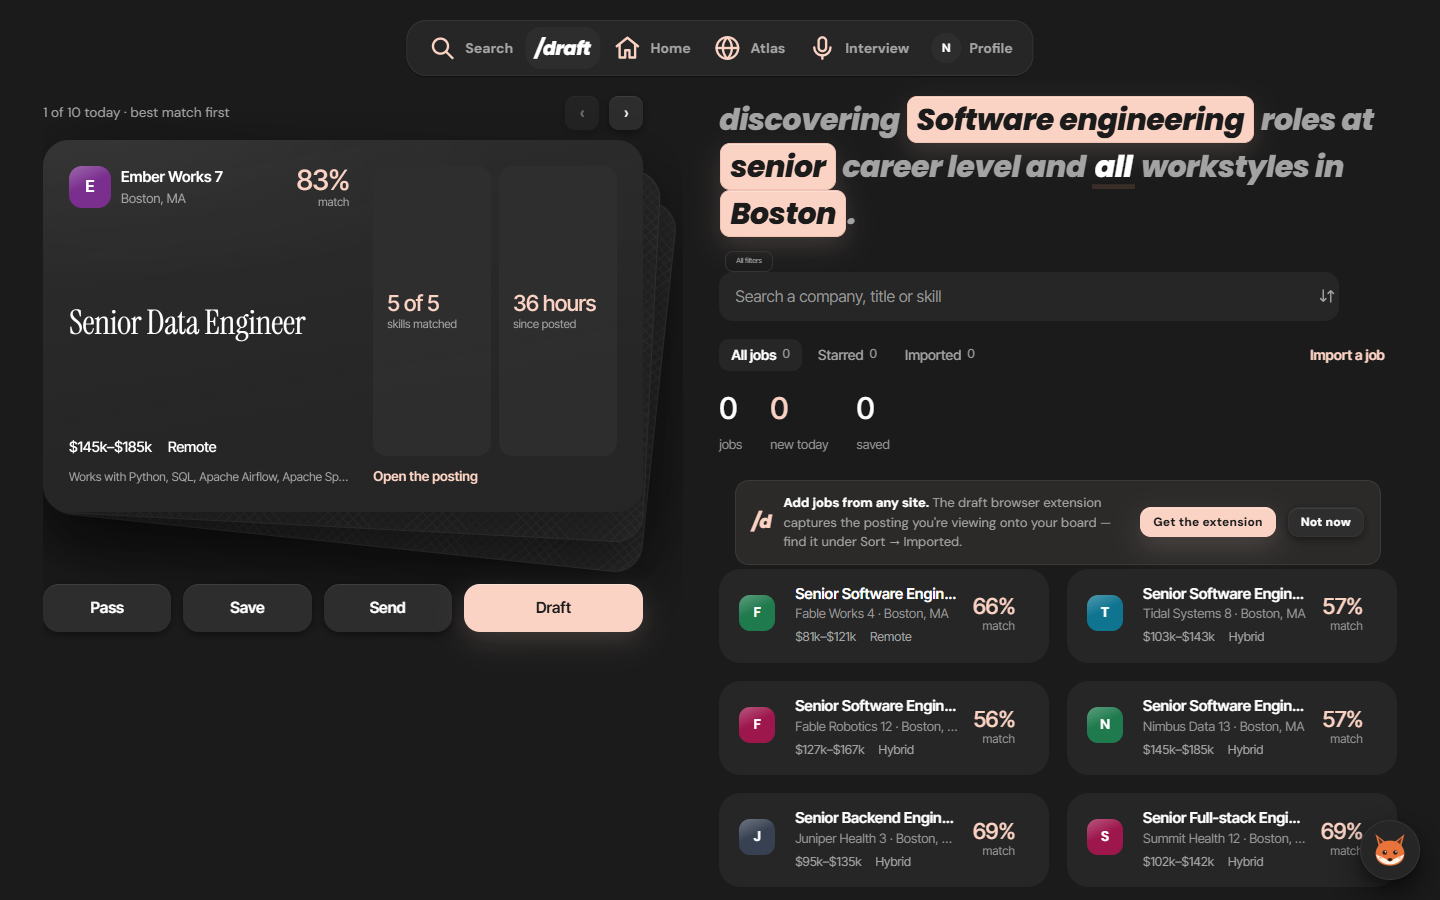 Search
/draft
Home
Atlas
Interview
N
Profile
1 of 10 today · best match first
‹
›
E
Ember Works 7
Boston, MA
83%
match
Senior Data Engineer
5 of 5
skills matched
36 hours
since posted
$145k–$185k Remote
Works with Python, SQL, Apache Airflow, Apache Sp...
Open the posting
Pass
Save
Send
Draft
discovering Software engineering roles at
senior career level and all workstyles in
Boston .
All filters
Search a company, title or skill
All jobs 0
Starred 0
Imported 0
Import a job
0
jobs
0
new today
0
saved
/d
Add jobs from any site. The draft browser extension
captures the posting you're viewing onto your board —
find it under Sort → Imported.
Get the extension
Not now
F
Senior Software Engin...
Fable Works 4 · Boston, MA
$81k–$121k Remote
66%
match
T
Senior Software Engin...
Tidal Systems 8 · Boston, MA
$103k–$143k Hybrid
57%
match
F
Senior Software Engin...
Fable Robotics 12 · Boston, ...
$127k–$167k Hybrid
56%
match
N
Senior Software Engin...
Nimbus Data 13 · Boston, MA
$145k–$185k Hybrid
57%
match
J
Senior Backend Engin...
Juniper Health 3 · Boston, ...
$95k–$135k Hybrid
69%
match
S
Senior Full-stack Engi...
Summit Health 12 · Boston, ...
$102k–$142k Hybrid
69%
match